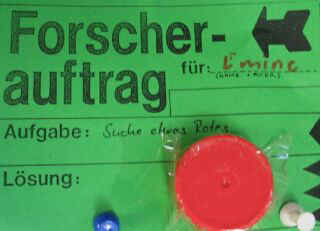 Forscher-
auftrag
für: Emine
Aufgabe: Suche etwas Rotes
Lösung: